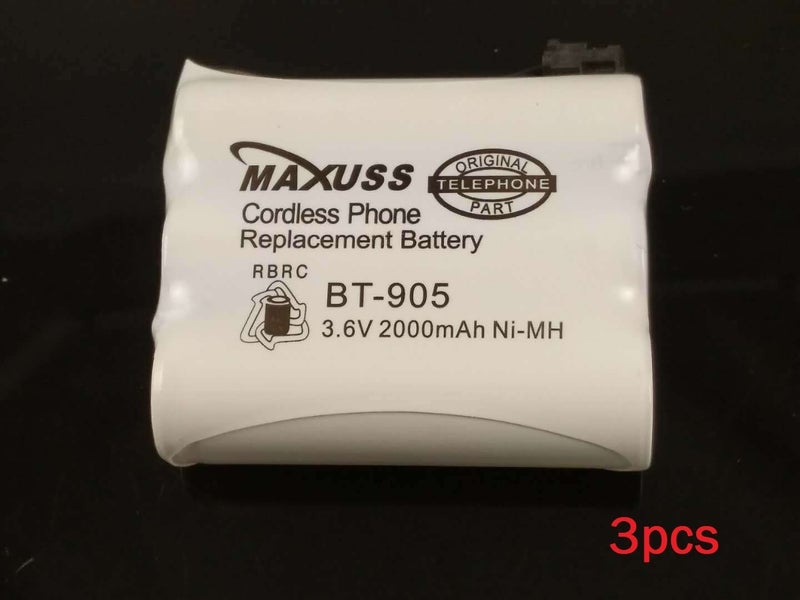 MAXUSS
ORIGINAL
TELEPHONE
PART
Cordless Phone
Replacement Battery
RBRC
BT-905
3.6V 2000mAh Ni-MH
3pcs